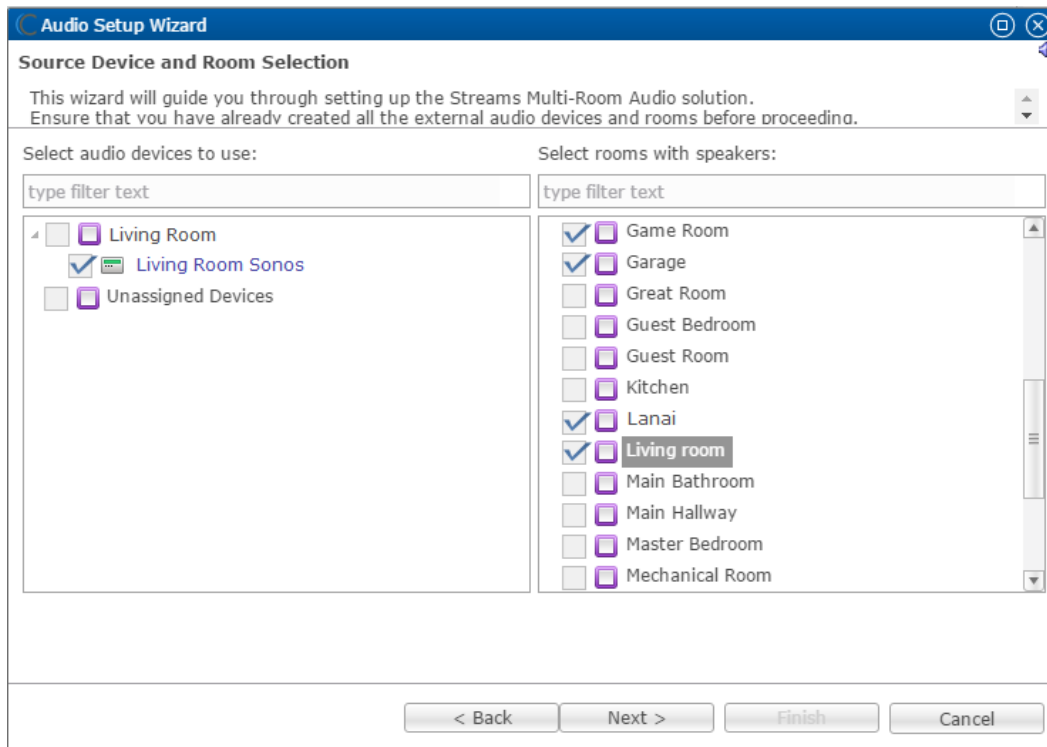 Audio Setup Wizard
Source Device and Room Selection
This wizard will guide you through setting up the Streams Multi-Room Audio solution.
Ensure that you have already created all the external audio devices and rooms before proceeding.
Select audio devices to use:
type filter text
Living Room
Living Room Sonos
Unassigned Devices
Select rooms with speakers:
type filter text
Game Room
Garage
Great Room
Guest Bedroom
Guest Room
Kitchen
Lanai
Living room
Main Bathroom
Main Hallway
Master Bedroom
Mechanical Room
< Back
Next >
Finish
Cancel